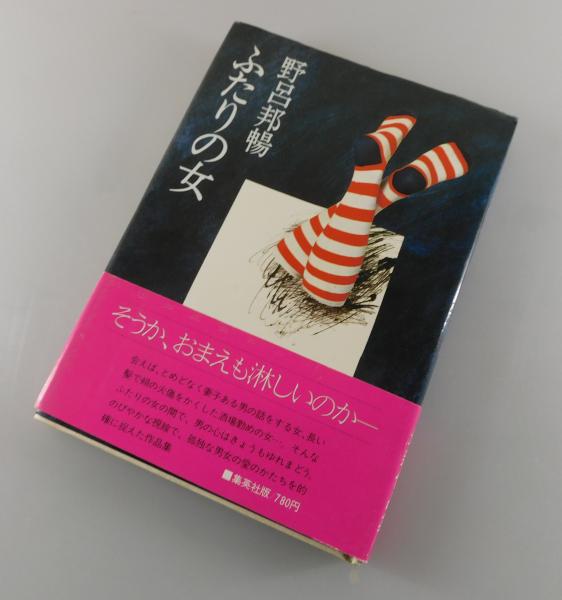 野呂邦暢
ふたりの女
そうか、おまえも淋しいのか―
会えば、とめどなく妻子ある男の話をする女、長い
髪で頬の火傷をかくした酒場勤めの女…。そんな
ふたりの女の間で、男の心はきょうもゆれまどう。
のびやかな視線で、孤独な男女の愛のかたちを的
確に捉えた作品集
■集英社版 780円